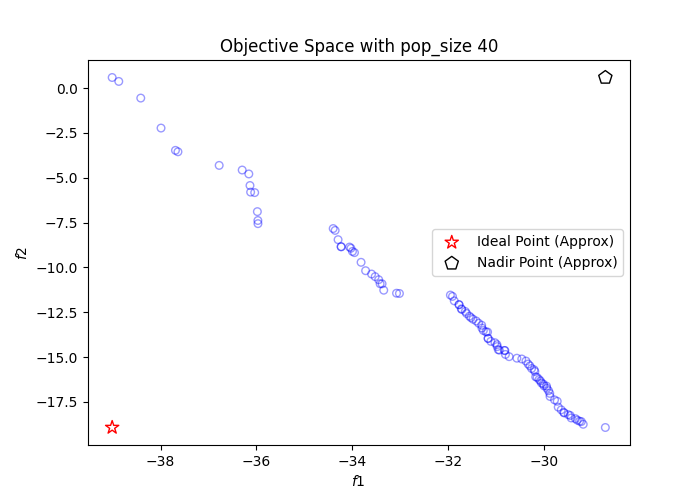 Objective Space with pop_size 40
0.0
−2.5
−5.0
−7.5
−10.0
−12.5
−15.0
−17.5
f2
Ideal Point (Approx)
Nadir Point (Approx)
−38 −36 −34 −32 −30
f1